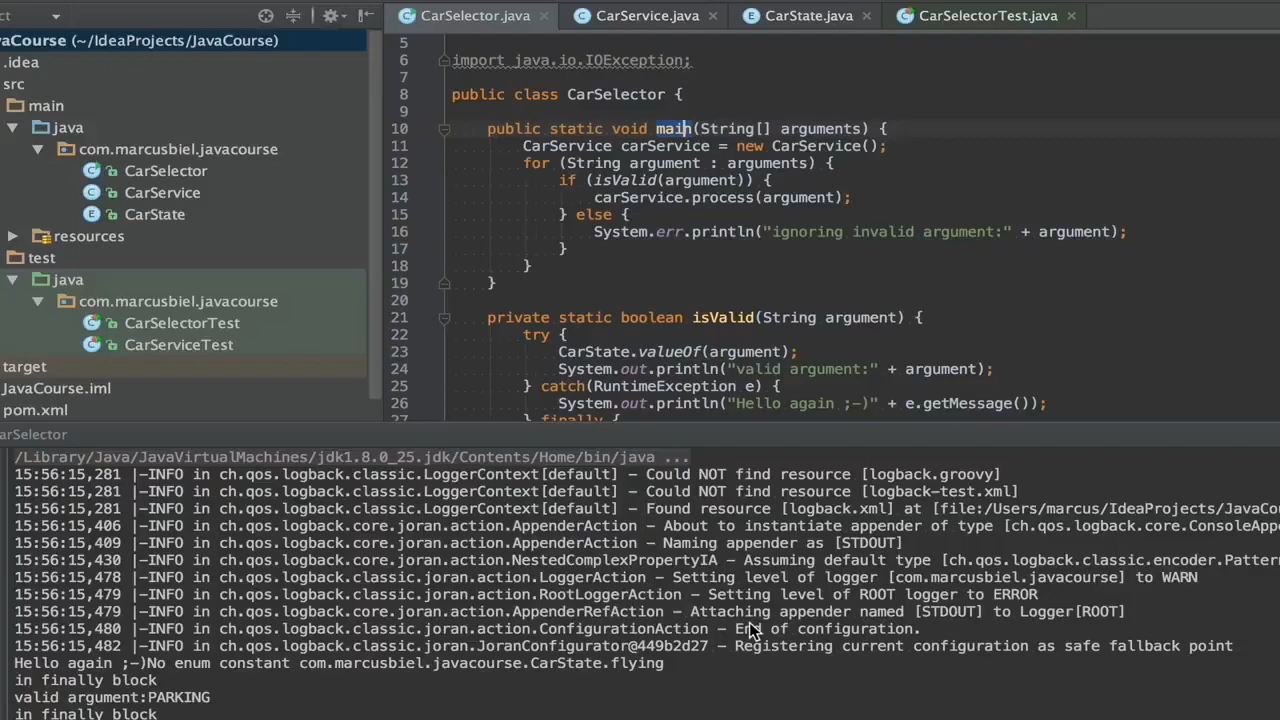 ct
CarSelector.java
CarService.java
CarState.java
CarSelectorTest.java
vaCourse (~/IdeaProjects/JavaCourse)
.idea
src
main
java
com.marcusbiel.javacourse
CarSelector
CarService
CarState
resources
test
java
com.marcusbiel.javacourse
CarSelectorTest
CarServiceTest
target
JavaCourse.iml
pom.xml
5
6 import java.io.IOException;
7
8 public class CarSelector {
9
10 public static void main(String[] arguments) {
11 CarService carService = new CarService();
12 for (String argument : arguments) {
13 if (isValid(argument)) {
14 carService.process(argument);
15 } else {
16 System.err.println("ignoring invalid argument:" + argument);
17 }
18 }
19 }
20
21 private static boolean isValid(String argument) {
22 try {
23 CarState.valueOf(argument);
24 System.out.println("valid argument:" + argument);
25 } catch(RuntimeException e) {
26 System.out.println("Hello again ;-)" + e.getMessage());
27 } finally {
arSelector
/Library/Java/JavaVirtualMachines/jdk1.8.0_25.jdk/Contents/Home/bin/java ...
15:56:15,281 |-INFO in ch.qos.logback.classic.LoggerContext[default] - Could NOT find resource [logback.groovy]
15:56:15,281 |-INFO in ch.qos.logback.classic.LoggerContext[default] - Could NOT find resource [logback-test.xml]
15:56:15,281 |-INFO in ch.qos.logback.classic.LoggerContext[default] - Found resource [logback.xml] at [file:/Users/marcus/IdeaProjects/JavaCo
15:56:15,406 |-INFO in ch.qos.logback.core.joran.action.AppenderAction - About to instantiate appender of type [ch.qos.logback.core.ConsoleAppe
15:56:15,409 |-INFO in ch.qos.logback.core.joran.action.AppenderAction - Naming appender as [STDOUT]
15:56:15,430 |-INFO in ch.qos.logback.core.joran.action.NestedComplexPropertyIA - Assuming default type [ch.qos.logback.classic.encoder.Pattern
15:56:15,478 |-INFO in ch.qos.logback.classic.joran.action.LoggerAction - Setting level of logger [com.marcusbiel.javacourse] to WARN
15:56:15,479 |-INFO in ch.qos.logback.classic.joran.action.RootLoggerAction - Setting level of ROOT logger to ERROR
15:56:15,479 |-INFO in ch.qos.logback.core.joran.action.AppenderRefAction - Attaching appender named [STDOUT] to Logger[ROOT]
15:56:15,480 |-INFO in ch.qos.logback.classic.joran.action.ConfigurationAction - End of configuration.
15:56:15,482 |-INFO in ch.qos.logback.classic.joran.JoranConfigurator@449b2d27 - Registering current configuration as safe fallback point
Hello again ;-)No enum constant com.marcusbiel.javacourse.CarState.flying
in finally block
valid argument:PARKING
in finally block